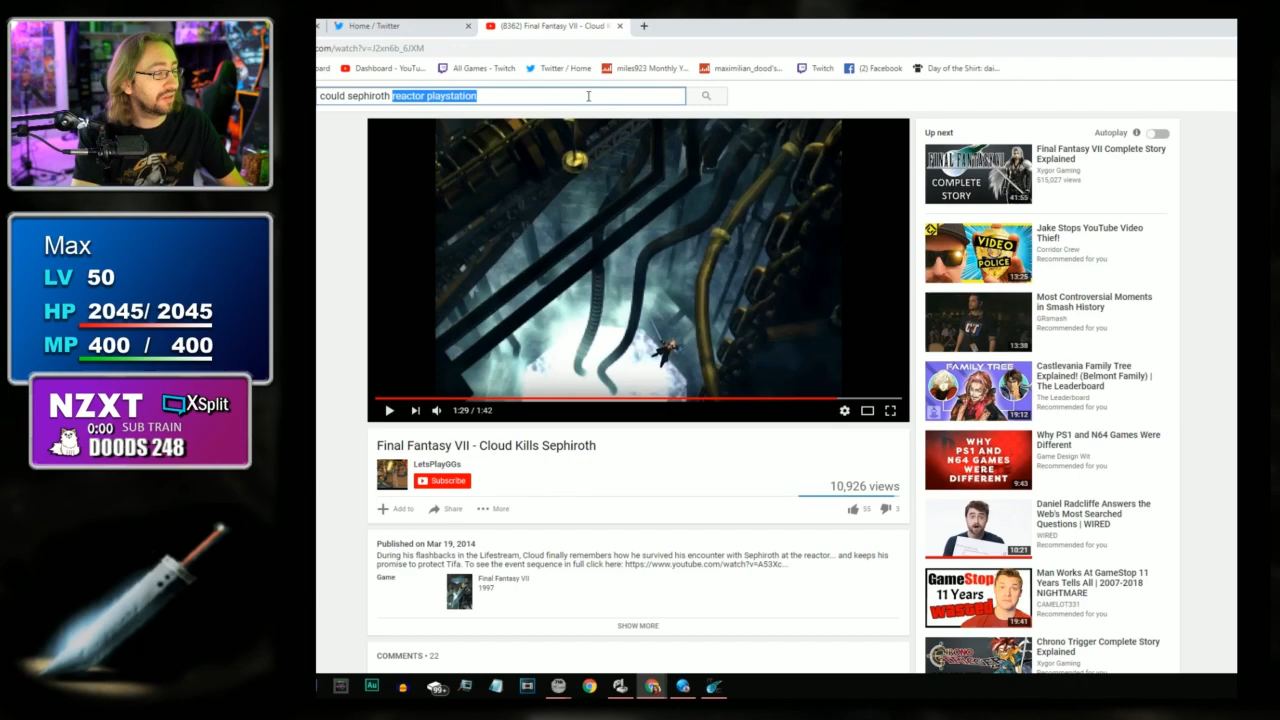 Home / Twitter
(8362) Final Fantasy VII - Cloud K
com/watch?v=J2xn6b_6JXM
oard
Dashboard - YouTu...
All Games - Twitch
Twitter / Home
miles923 Monthly Y...
maximilian_dood's...
Twitch
(2) Facebook
Day of the Shirt: dai...
could sephiroth reactor playstation
Max
LV 50
HP 2045/ 2045
MP 400 / 400
NZXT XSplit
0:00 SUB TRAIN
DOODS 248
1:29 / 1:42
Final Fantasy VII - Cloud Kills Sephiroth
LetsPlayGGs
Subscribe
10,926 views
Add to
Share
More
55
3
Published on Mar 19, 2014
During his flashbacks in the Lifestream, Cloud finally remembers how he survived his encounter with Sephiroth at the reactor... and keeps his
promise to protect Tifa. To see the event sequence in full click here: https://www.youtube.com/watch?v=A53Xc...
Game
Final Fantasy VII
1997
SHOW MORE
COMMENTS • 22
Up next
Autoplay
FINAL FANTASY VII
COMPLETE
STORY
41:55
Final Fantasy VII Complete Story
Explained
Xygor Gaming
515,027 views
VIDEO
POLICE
13:25
Jake Stops YouTube Video
Thief!
Corridor Crew
Recommended for you
13:38
Most Controversial Moments
in Smash History
GRsmash
Recommended for you
FAMILY TREE
19:12
Castlevania Family Tree
Explained! (Belmont Family) |
The Leaderboard
The Leaderboard
Recommended for you
WHY
PS1 AND
N64 GAMES
WERE
DIFFERENT
9:43
Why PS1 and N64 Games Were
Different
Game Design Wit
Recommended for you
10:21
Daniel Radcliffe Answers the
Web's Most Searched
Questions | WIRED
WIRED
Recommended for you
GameStop
11 Years
Wasted
19:41
Man Works At GameStop 11
Years Tells All | 2007-2018
NIGHTMARE
CAMELOT331
Recommended for you
CHRONO TRIGGER
Chrono Trigger Complete Story
Explained
Xygor Gaming
Au
99+